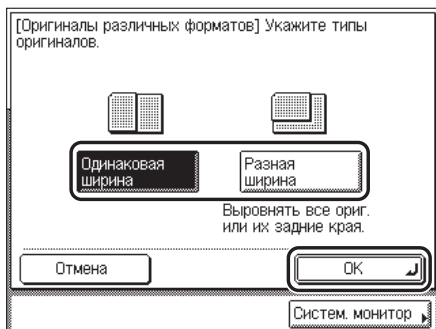 [Оригиналы различных форматов] Укажите типы
оригиналов.
Одинаковая
ширина
Разная
ширина
Выровнять все ориг.
или их задние края.
Отмена
OK
Систем. монитор